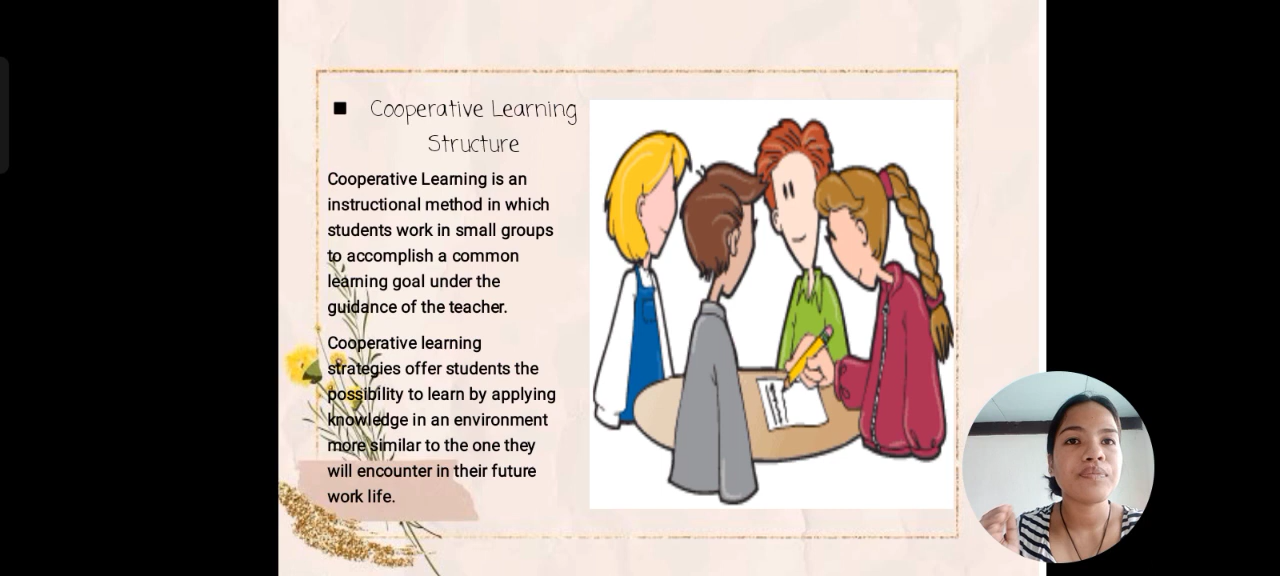 Cooperative Learning
Structure
Cooperative Learning is an
instructional method in which
students work in small groups
to accomplish a common
learning goal under the
guidance of the teacher.
Cooperative learning
strategies offer students the
possibility to learn by applying
knowledge in an environment
more similar to the one they
will encounter in their future
work life.